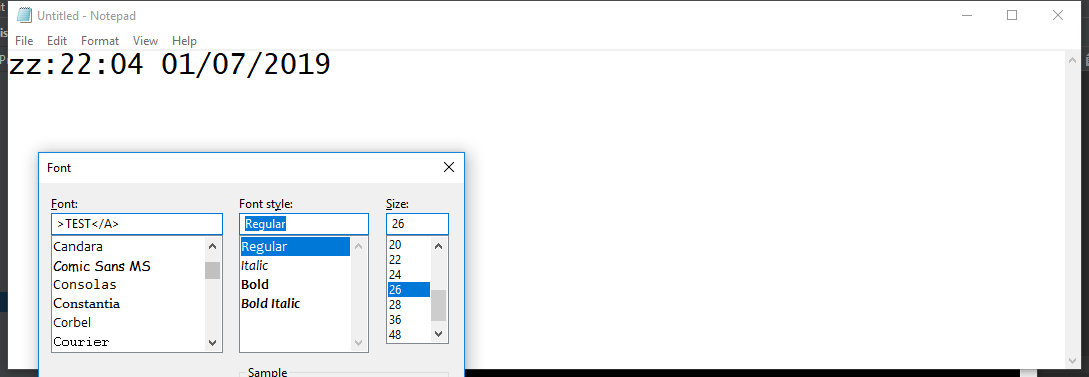 Untitled - Notepad
File Edit Format View Help
zz:22:04 01/07/2019
Font
Font: Font style: Size:
>TEST</A> Regular 26
Candara Regular 20
Comic Sans MS Italic 22
Consolas Bold 24
Constantia Bold Italic 26
Corbel 28
Courier 36
48
Sample